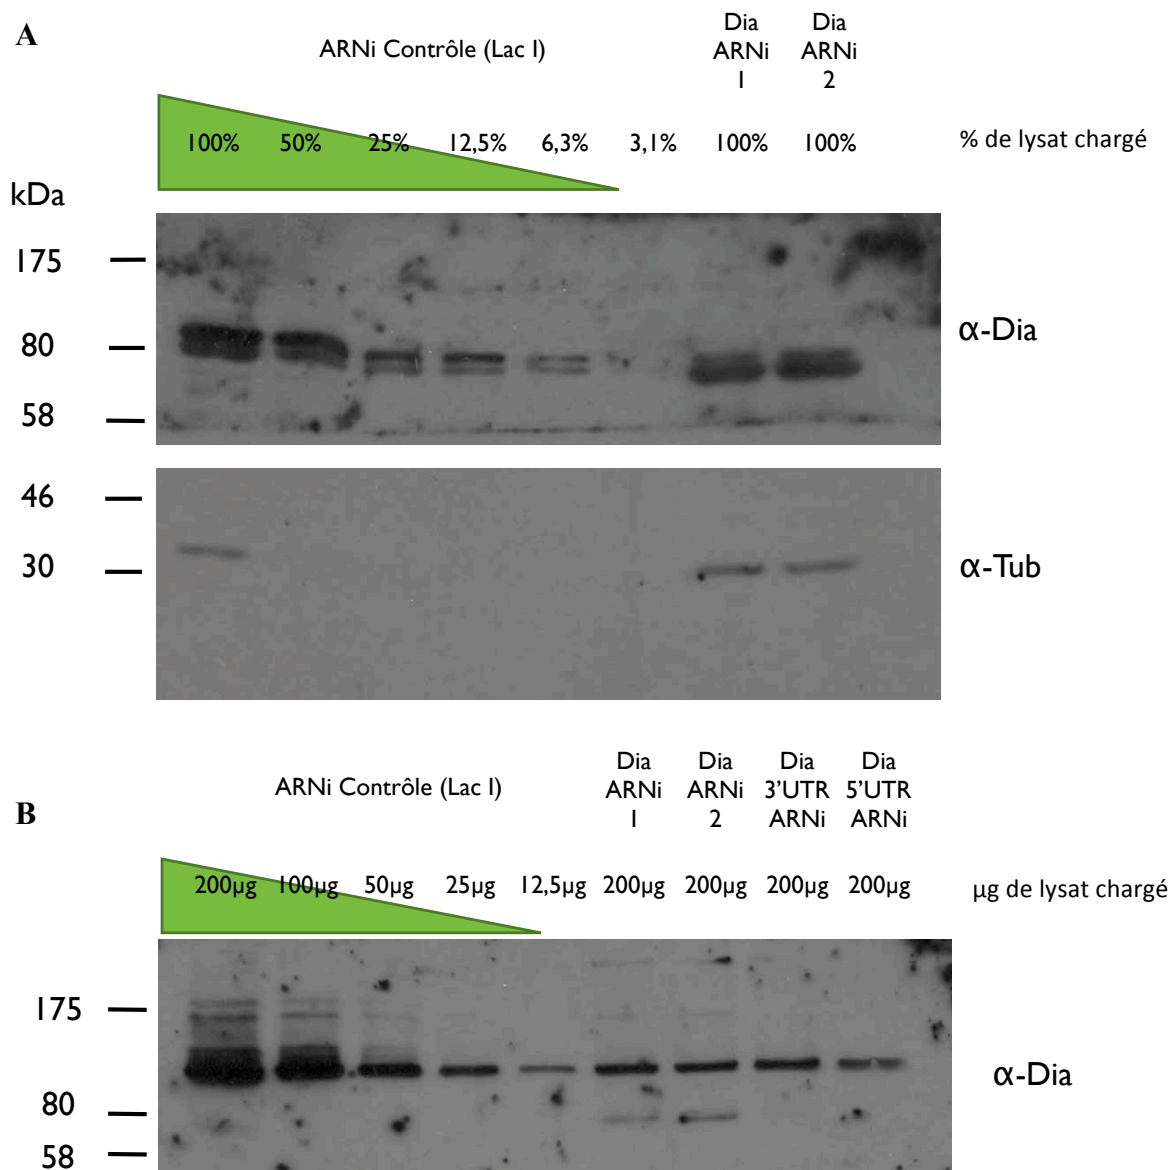 A
ARNi Contrôle (Lac I)
Dia
ARNi
1
Dia
ARNi
2
100% 50% 25% 12,5% 6,3% 3,1% 100% 100% % de lysat chargé
kDa
175
80
58
α-Dia
46
30
α-Tub
B
ARNi Contrôle (Lac I)
Dia
ARNi
1
Dia
ARNi
2
Dia
3’UTR
ARNi
Dia
5’UTR
ARNi
200µg 100µg 50µg 25µg 12,5µg 200µg 200µg 200µg 200µg µg de lysat chargé
175
80
58
α-Dia